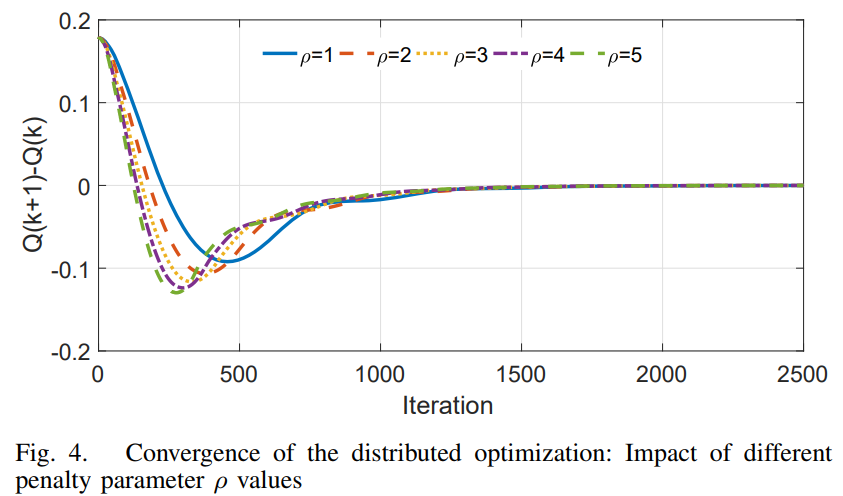 0.2
0.1
0
-0.1
-0.2
Q(k+1)-Q(k)
ρ=1 ρ=2 ρ=3 ρ=4 ρ=5
0 500 1000 1500 2000 2500
Iteration
Fig. 4. Convergence of the distributed optimization: Impact of different
penalty parameter ρ values